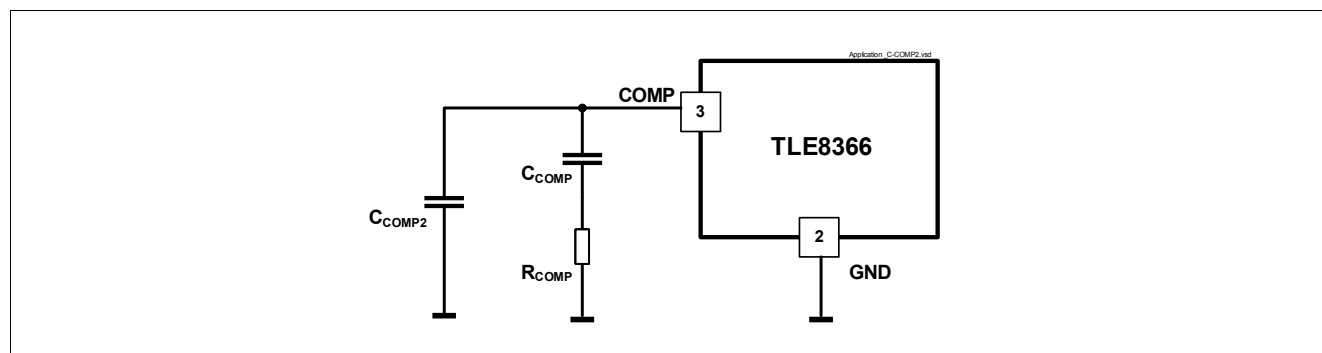 Application_C-COMP2.vsd
COMP
3
TLE8366
CCOMP
CCOMP2
2
RCOMP
GND